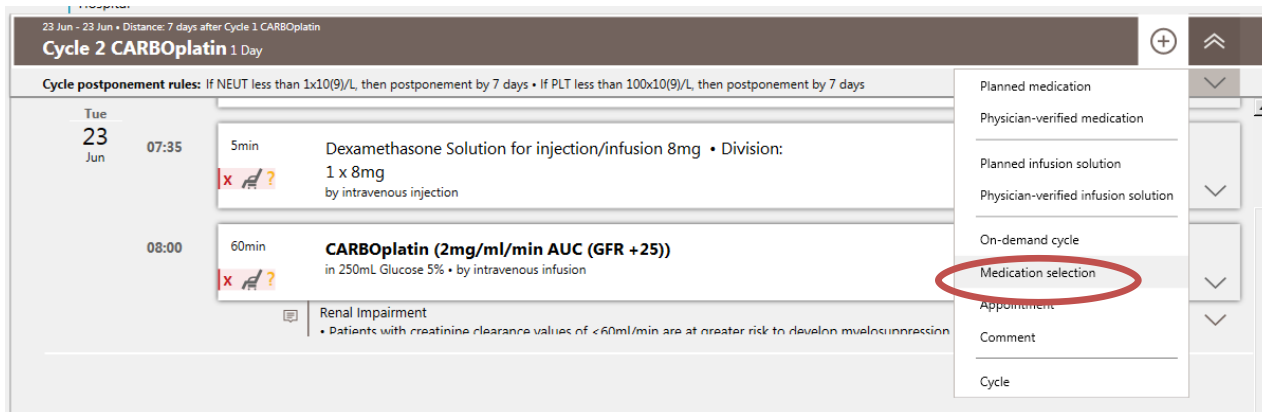 Hospital
23 Jun - 23 Jun • Distance: 7 days after Cycle 1 CARBOplatin
Cycle 2 CARBOplatin 1 Day
Cycle postponement rules: If NEUT less than 1x10(9)/L, then postponement by 7 days • If PLT less than 100x10(9)/L, then postponement by 7 days
Tue
23
Jun
07:35
5min
x ?
Dexamethasone Solution for injection/infusion 8mg • Division:
1 x 8mg
by intravenous injection
08:00
60min
x ?
CARBOplatin (2mg/ml/min AUC (GFR +25))
in 250mL Glucose 5% • by intravenous infusion
Renal Impairment
• Patients with creatinine clearance values of <60ml/min are at greater risk to develop myelosuppression
Planned medication
Physician-verified medication
Planned infusion solution
Physician-verified infusion solution
On-demand cycle
Medication selection
Appointment
Comment
Cycle